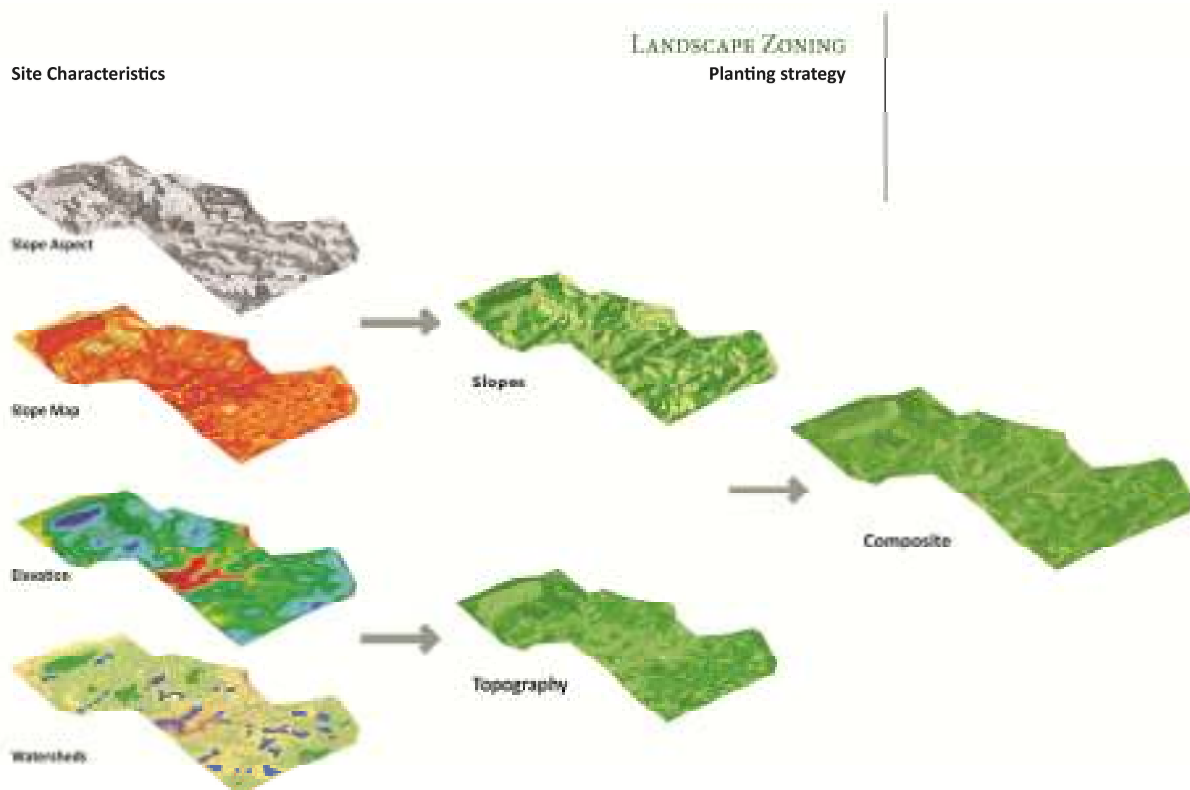 LANDSCAPE ZONING
Site Characteristics
Planting strategy
Slope Aspect
Slopes
Slope Map
Composite
Elevation
Topography
Watersheds